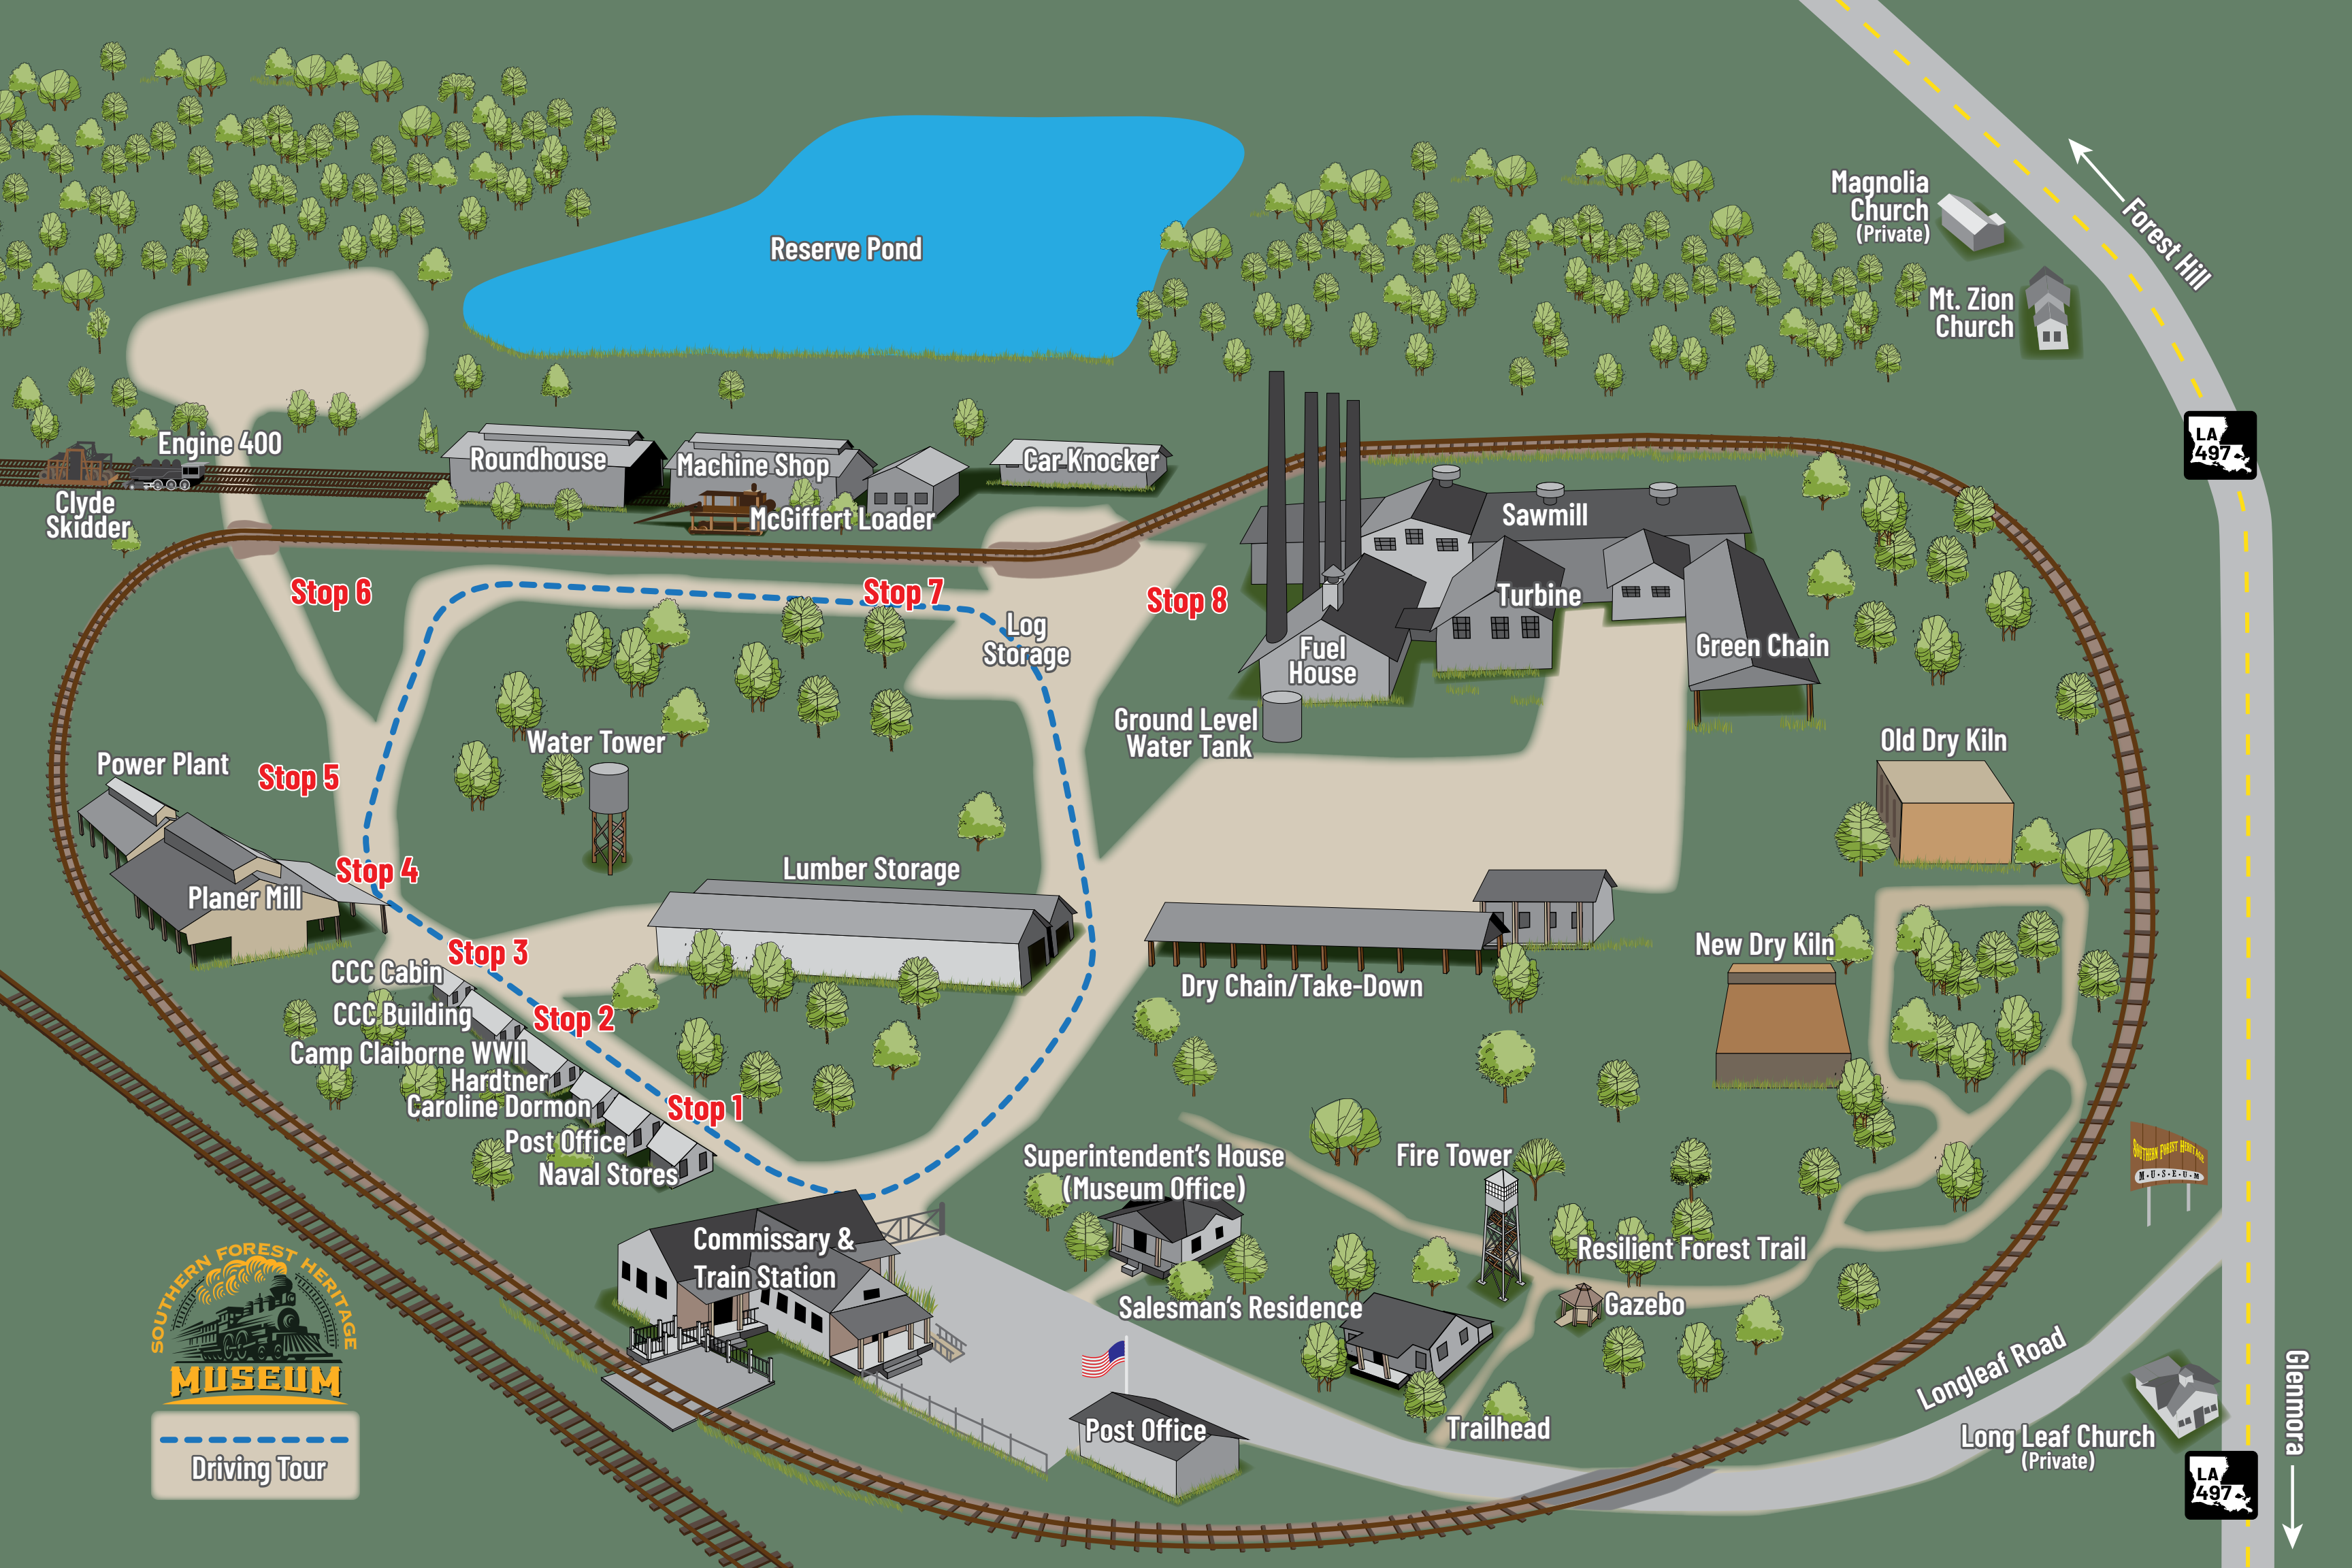 Reserve Pond
Magnolia
Church
(Private)
Forest Hill
Mt. Zion
Church
LA
497
Engine 400
Clyde
Skidder
Roundhouse
Machine Shop
McGiffert Loader
Car Knocker
Sawmill
Turbine
Fuel
House
Green Chain
Stop 6
Stop 7
Stop 8
Log
Storage
Ground Level
Water Tank
Old Dry Kiln
Water Tower
Power Plant
Stop 5
Stop 4
Planer Mill
Lumber Storage
Stop 3
Dry Chain/Take-Down
New Dry Kiln
CCC Cabin
CCC Building
Stop 2
Camp Claiborne WWII
Hardtner
Caroline Dormon
Stop 1
Post Office
Naval Stores
Superintendent's House
(Museum Office)
Fire Tower
SOUTHERN FOREST HERITAGE
M·U·S·E·U·M
Commissary &
Train Station
Resilient Forest Trail
Salesman's Residence
Gazebo
Post Office
Trailhead
Longleaf Road
Long Leaf Church
(Private)
Glenmora
LA
497
SOUTHERN FOREST HERITAGE
MUSEUM
Driving Tour